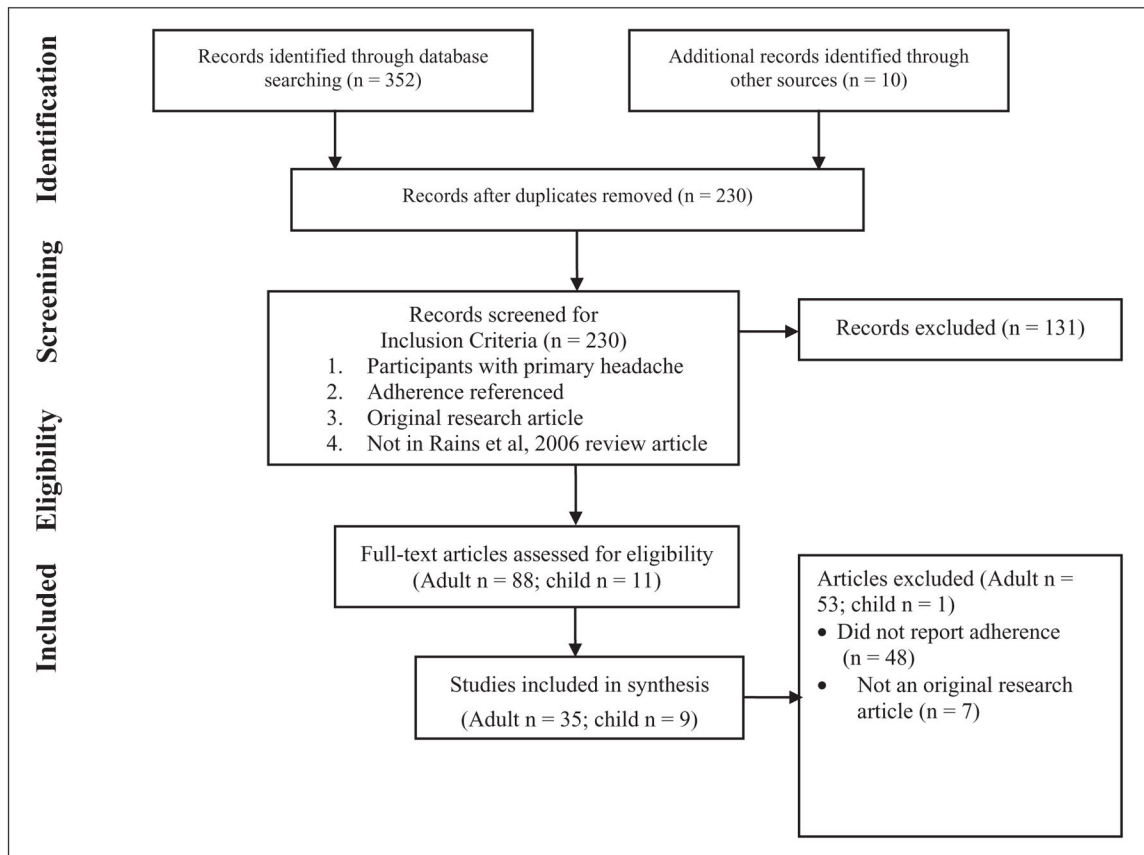 Identification
Records identified through database
searching (n = 352)
Additional records identified through
other sources (n = 10)
Records after duplicates removed (n = 230)
Screening
Records screened for
Inclusion Criteria (n = 230)
1. Participants with primary headache
2. Adherence referenced
3. Original research article
4. Not in Rains et al, 2006 review article
Records excluded (n = 131)
Eligibility
Full-text articles assessed for eligibility
(Adult n = 88; child n = 11)
Articles excluded (Adult n =
53; child n = 1)
• Did not report adherence
(n = 48)
• Not an original research
article (n = 7)
Included
Studies included in synthesis
(Adult n = 35; child n = 9)